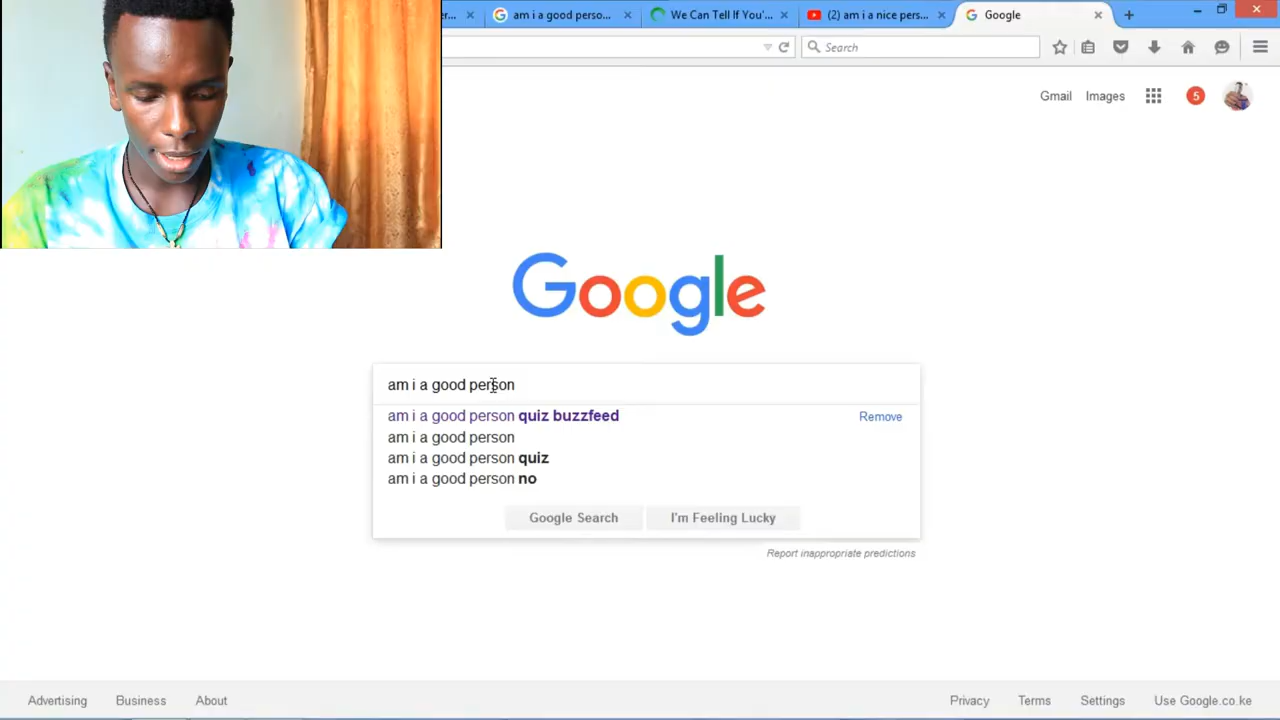 er...
am i a good perso...
We Can Tell If You'...
(2) am i a nice pers...
Google
Search
Gmail
Images
5
Google
am i a good person
am i a good person quiz buzzfeed
Remove
am i a good person
am i a good person quiz
am i a good person no
Google Search
I'm Feeling Lucky
Report inappropriate predictions
Advertising
Business
About
Privacy
Terms
Settings
Use Google.co.ke